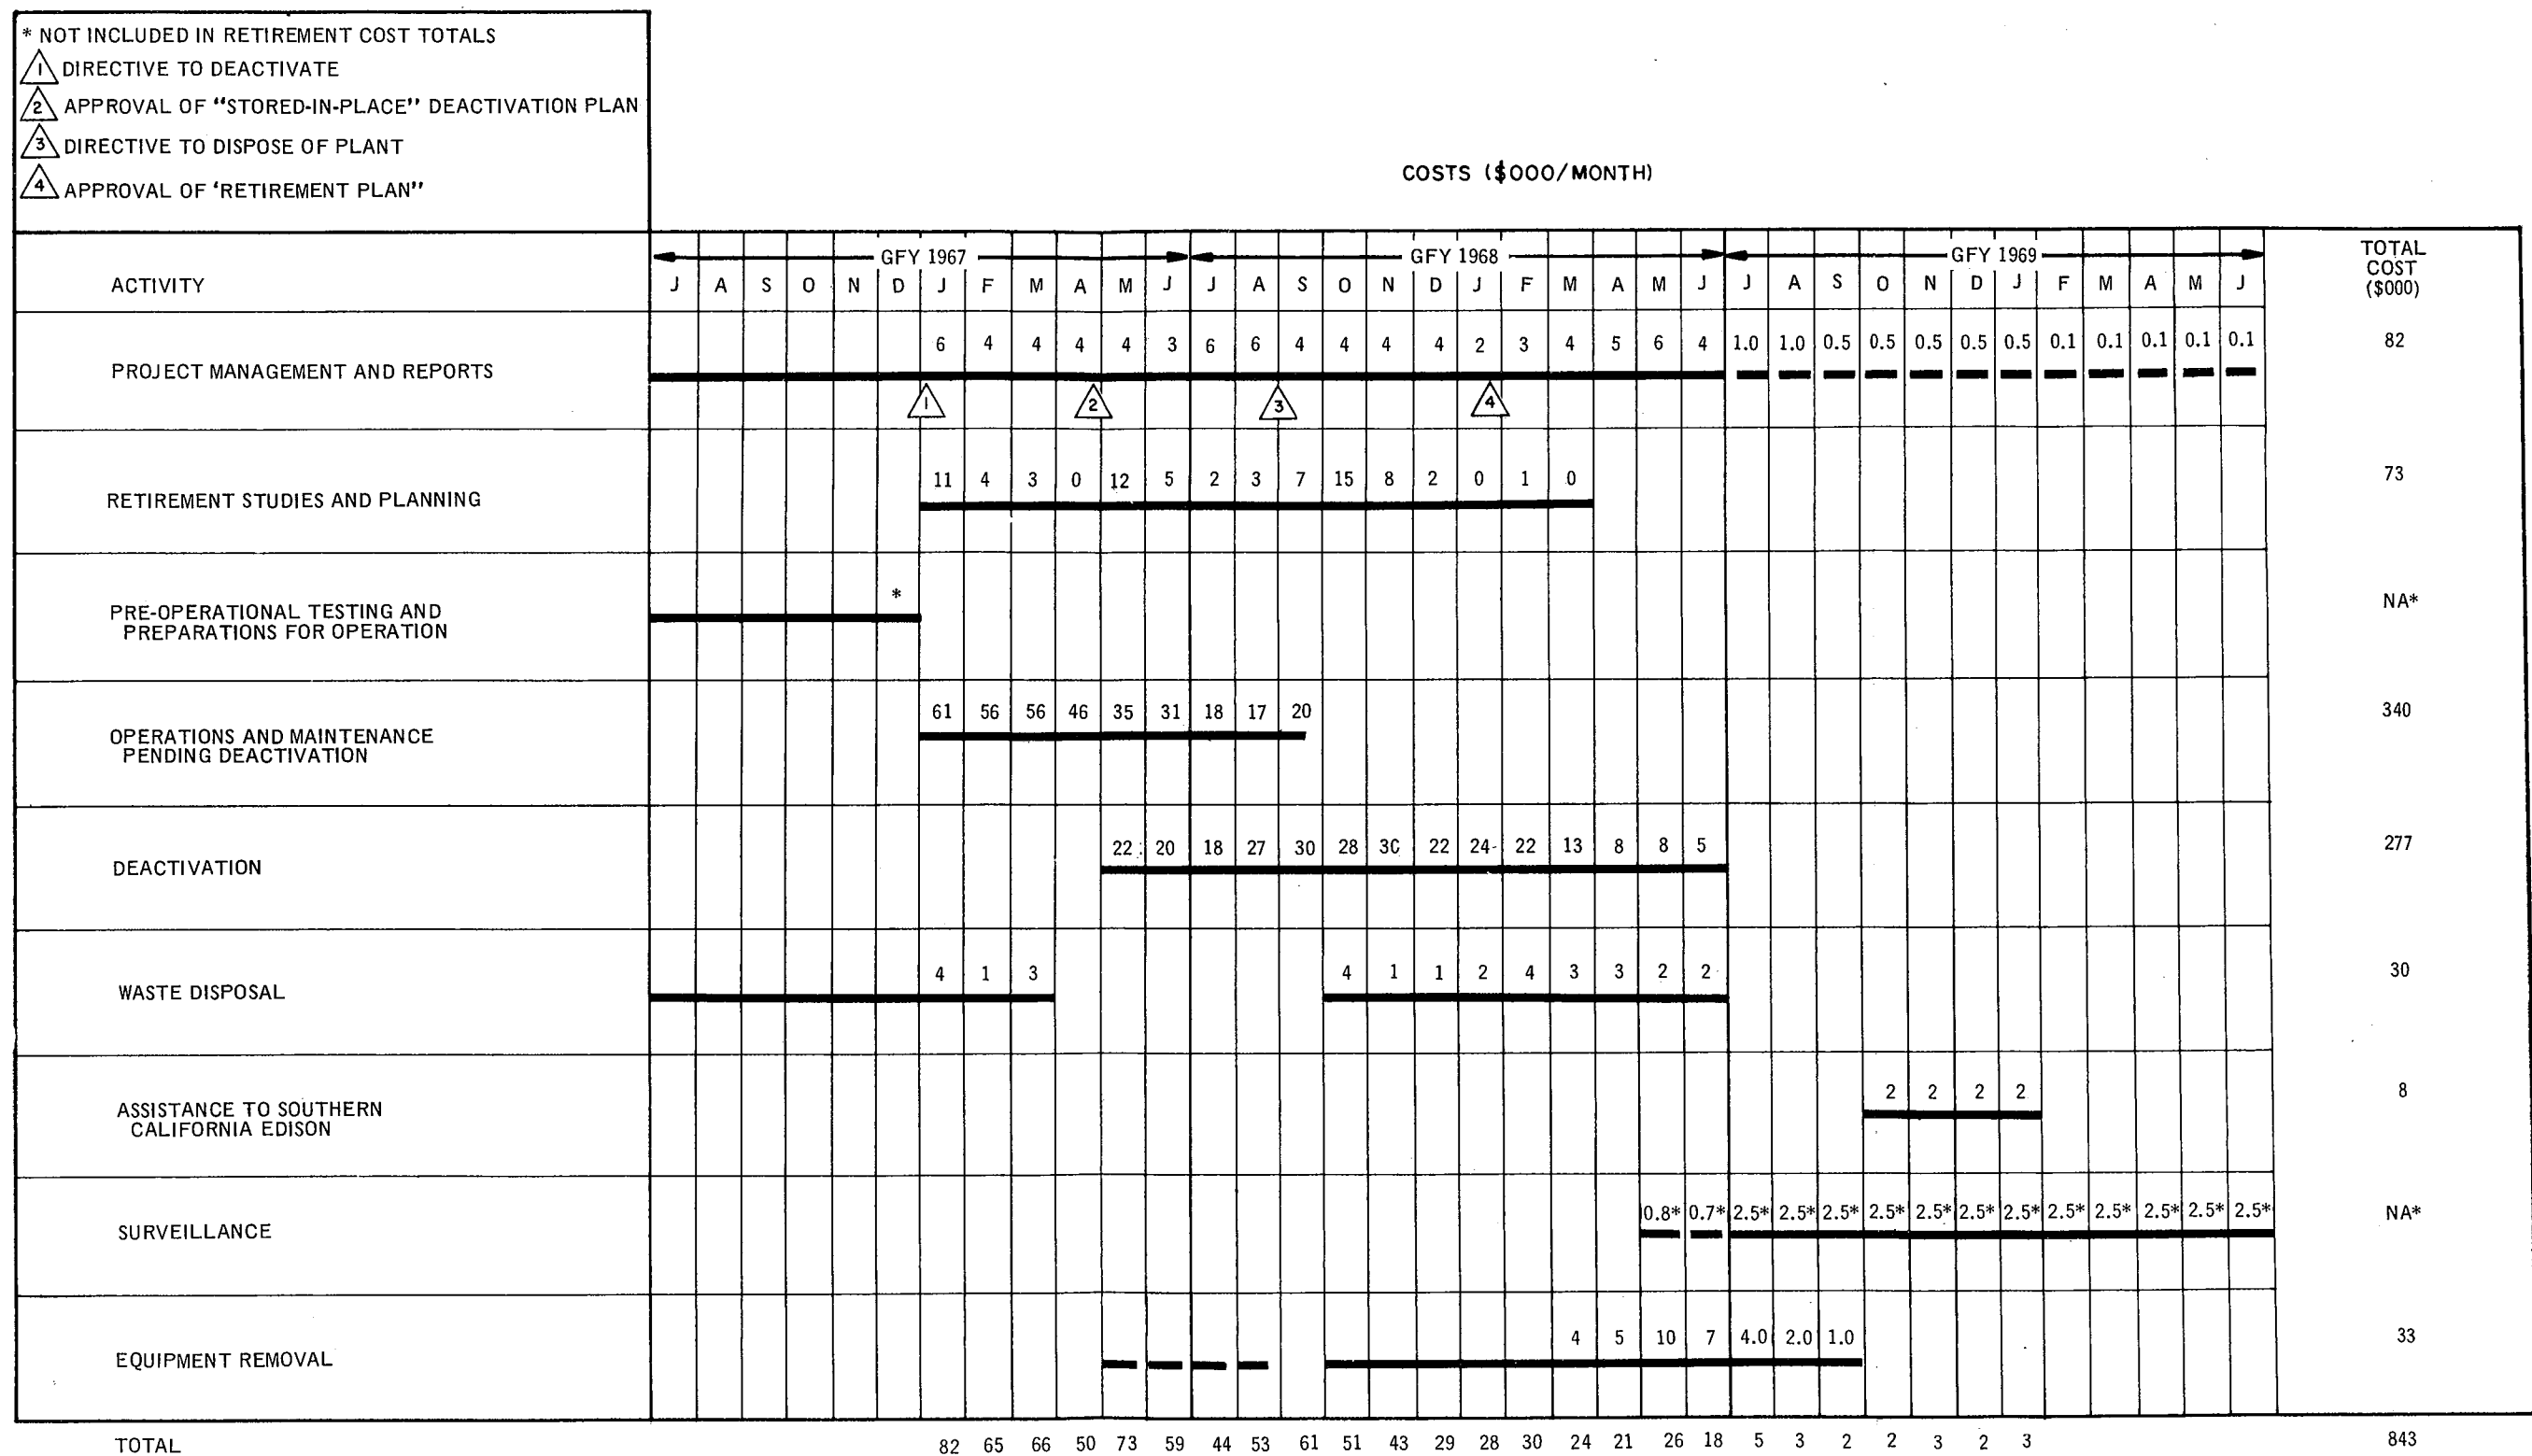 * NOT INCLUDED IN RETIREMENT COST TOTALS
1 DIRECTIVE TO DEACTIVATE
2 APPROVAL OF "STORED-IN-PLACE" DEACTIVATION PLAN
3 DIRECTIVE TO DISPOSE OF PLANT
4 APPROVAL OF 'RETIREMENT PLAN"
COSTS ($000/MONTH)
GFY 1967 GFY 1968 GFY 1969 TOTAL
COST
($000)
ACTIVITY J A S O N D J F M A M J J A S O N D J F M A M J J A S O N D J F M A M J
6 4 4 4 4 3 6 6 4 4 4 4 2 3 4 5 6 4 1.0 1.0 0.5 0.5 0.5 0.5 0.5 0.1 0.1 0.1 0.1 0.1 82
PROJECT MANAGEMENT AND REPORTS
1 2 3 4
11 4 3 0 12 5 2 3 7 15 8 2 0 1 0 73
RETIREMENT STUDIES AND PLANNING
* NA*
PRE-OPERATIONAL TESTING AND
PREPARATIONS FOR OPERATION
61 56 56 46 35 31 18 17 20 340
OPERATIONS AND MAINTENANCE
PENDING DEACTIVATION
22 20 18 27 30 28 30 22 24 22 13 8 8 5 277
DEACTIVATION
4 1 3 4 1 1 2 4 3 3 2 2 30
WASTE DISPOSAL
2 2 2 2 8
ASSISTANCE TO SOUTHERN
CALIFORNIA EDISON
0.8* 0.7* 2.5* 2.5* 2.5* 2.5* 2.5* 2.5* 2.5* 2.5* 2.5* 2.5* 2.5* 2.5* NA*
SURVEILLANCE
4 5 10 7 4.0 2.0 1.0 33
EQUIPMENT REMOVAL
TOTAL 82 65 66 50 73 59 44 53 61 51 43 29 28 30 24 21 26 18 5 3 2 2 3 2 3 843